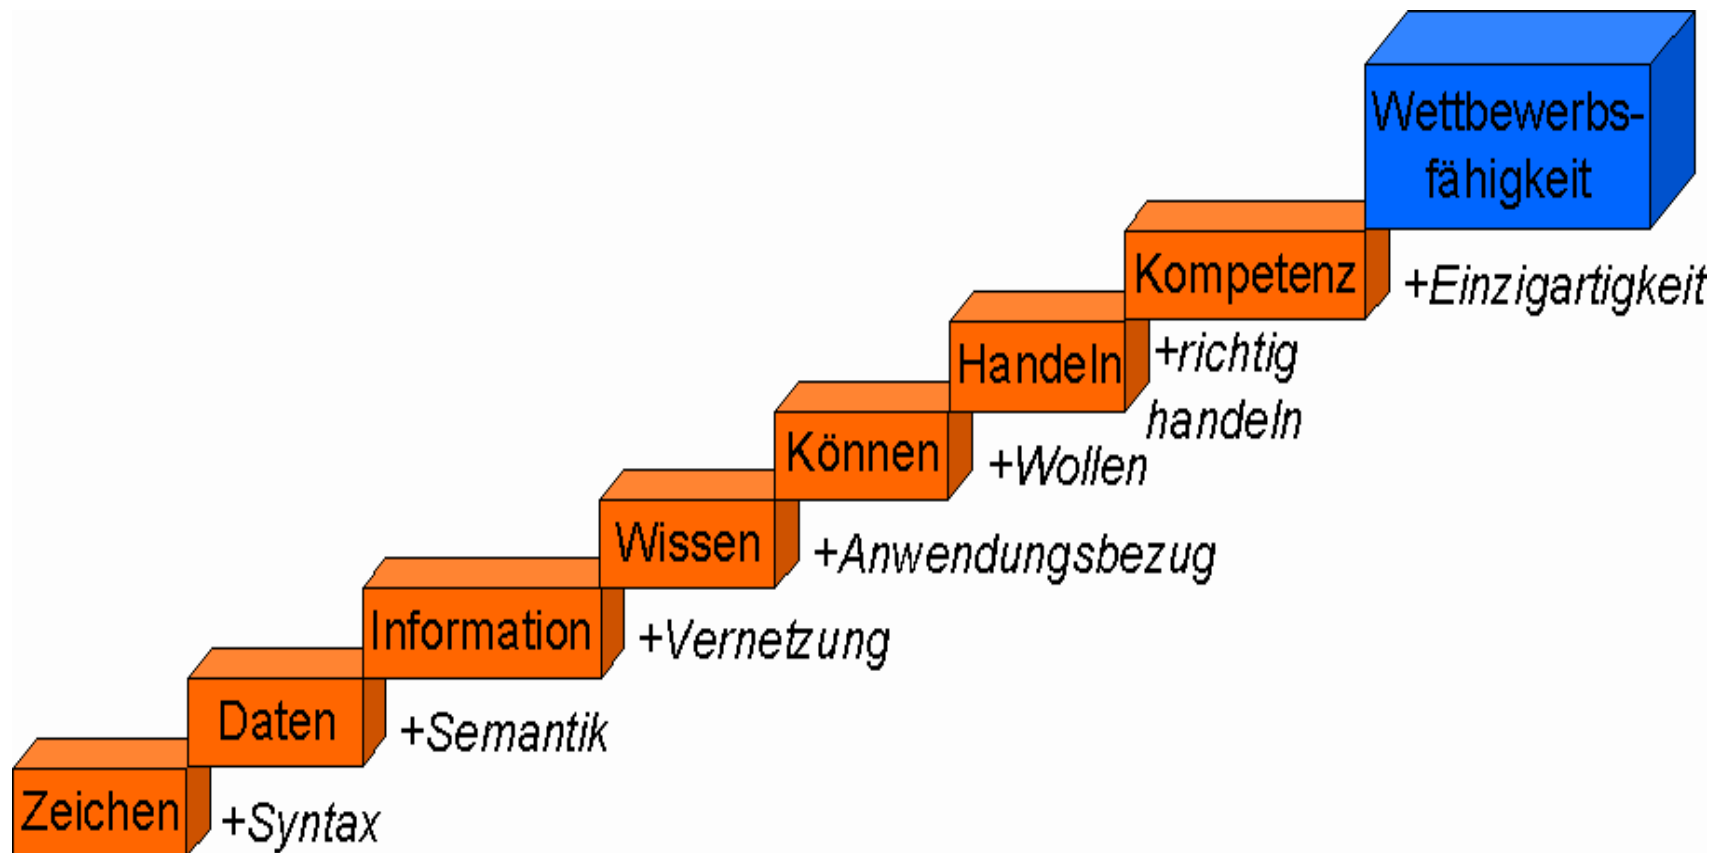 Wettbewerbs-
fähigkeit
Kompetenz
+Einzigartigkeit
Handeln
+richtig
handeln
Können
+Wollen
Wissen
+Anwendungsbezug
Information
+Vernetzung
Daten
+Semantik
Zeichen
+Syntax